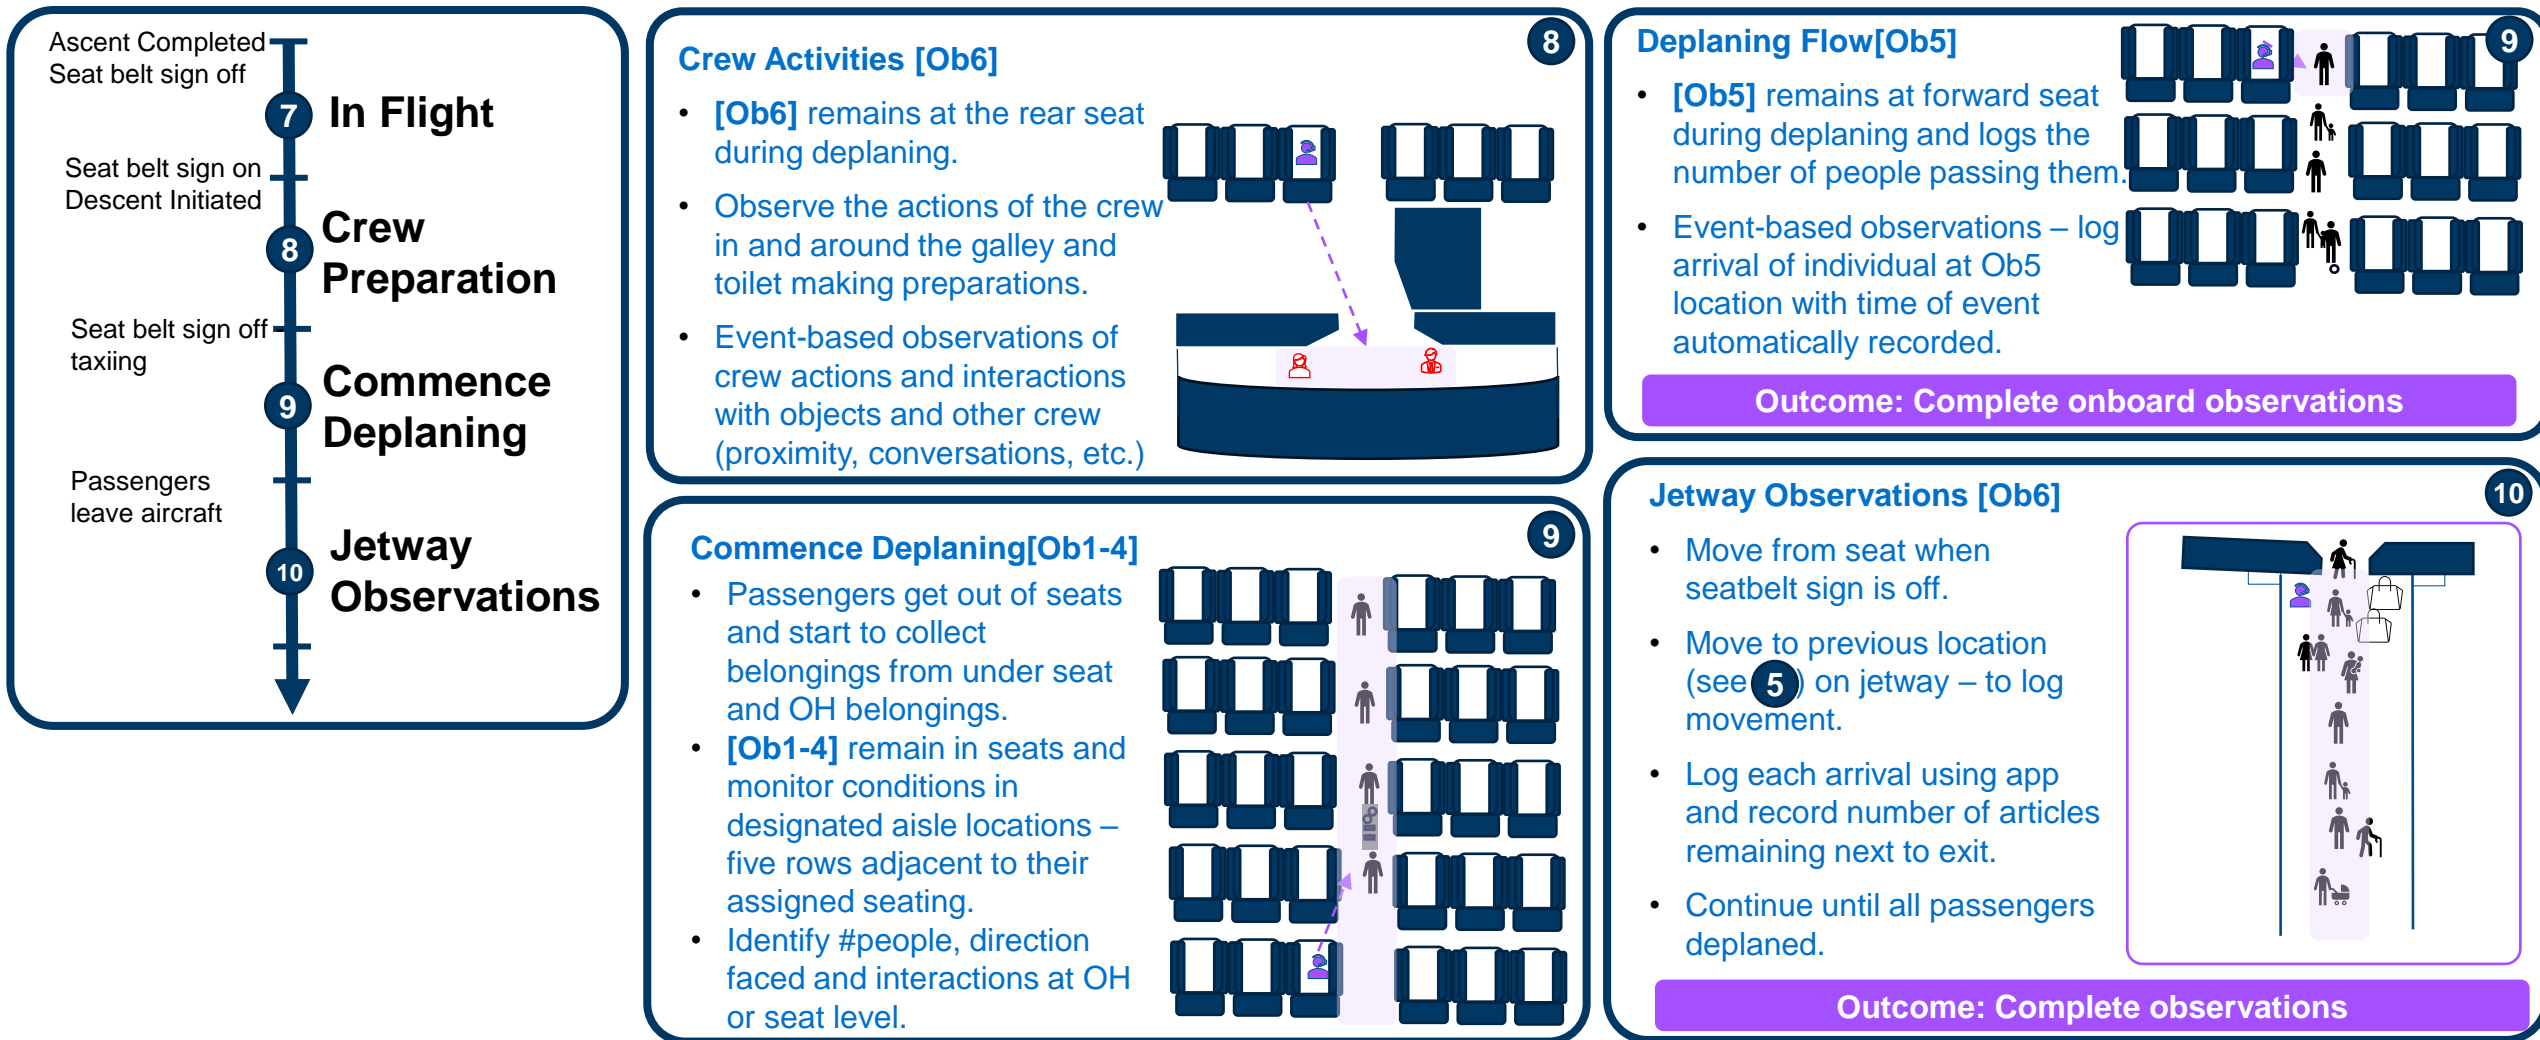 Ascent Completed
Seat belt sign off
7
In Flight
Seat belt sign on
Descent Initiated
8
Crew
Preparation
Seat belt sign off -
taxiing
9
Commence
Deplaning
Passengers
leave aircraft
10
Jetway
Observations
8
Crew Activities [Ob6]
• [Ob6] remains at the rear seat
during deplaning.
• Observe the actions of the crew
in and around the galley and
toilet making preparations.
• Event-based observations of
crew actions and interactions
with objects and other crew
(proximity, conversations, etc.)
9
Commence Deplaning[Ob1-4]
• Passengers get out of seats
and start to collect
belongings from under seat
and OH belongings.
• [Ob1-4] remain in seats and
monitor conditions in
designated aisle locations –
five rows adjacent to their
assigned seating.
• Identify #people, direction
faced and interactions at OH
or seat level.
9
Deplaning Flow[Ob5]
• [Ob5] remains at forward seat
during deplaning and logs the
number of people passing them.
• Event-based observations – log
arrival of individual at Ob5
location with time of event
automatically recorded.
Outcome: Complete onboard observations
10
Jetway Observations [Ob6]
• Move from seat when
seatbelt sign is off.
• Move to previous location
(see 5 ) on jetway – to log
movement.
• Log each arrival using app
and record number of articles
remaining next to exit.
• Continue until all passengers
deplaned.
Outcome: Complete observations